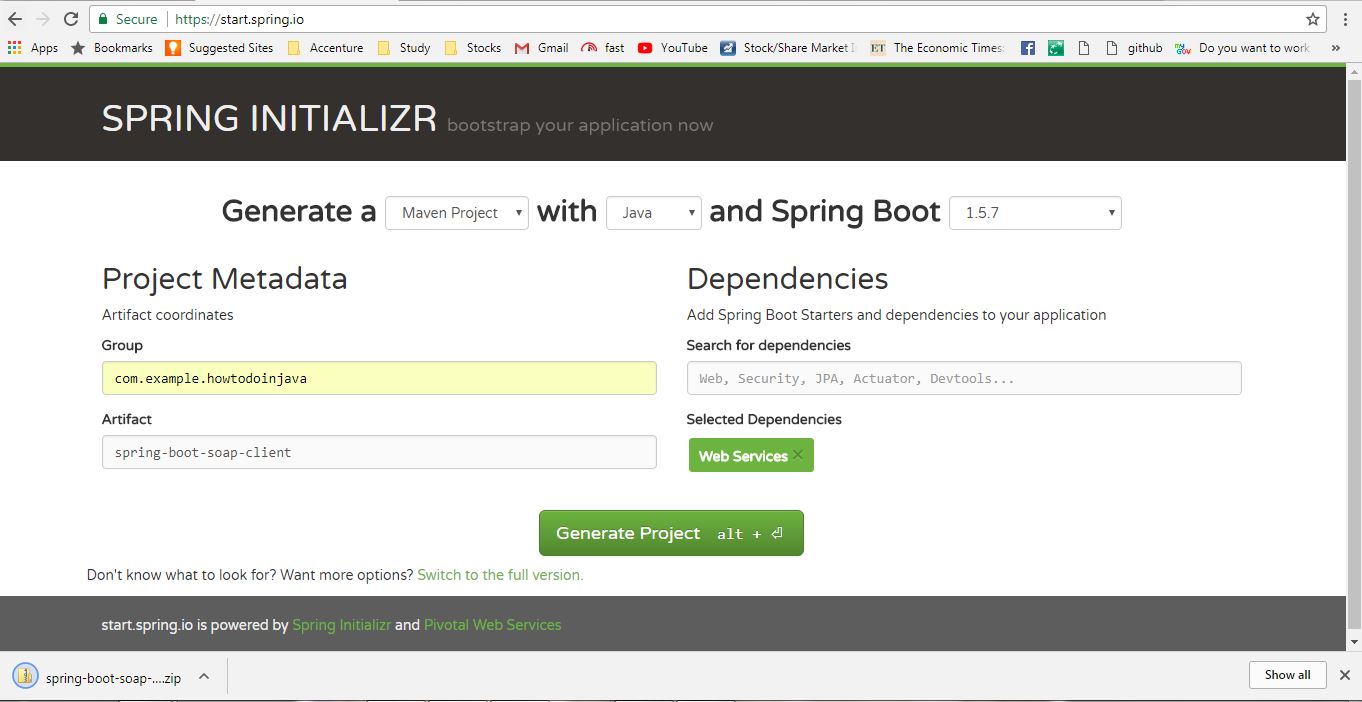 Secure https://start.spring.io
Apps Bookmarks Suggested Sites Accenture Study Stocks Gmail fast YouTube Stock/Share Market I ET The Economic Times: github Do you want to work »
SPRING INITIALIZR bootstrap your application now
Generate a Maven Project with Java and Spring Boot 1.5.7
Project Metadata
Artifact coordinates
Group
com.example.howtodoinjava
Artifact
spring-boot-soap-client
Dependencies
Add Spring Boot Starters and dependencies to your application
Search for dependencies
Web, Security, JPA, Actuator, Devtools...
Selected Dependencies
Web Services ×
Generate Project alt + ⏎
Don't know what to look for? Want more options? Switch to the full version.
start.spring.io is powered by Spring Initializr and Pivotal Web Services
spring-boot-soap-....zip
Show all